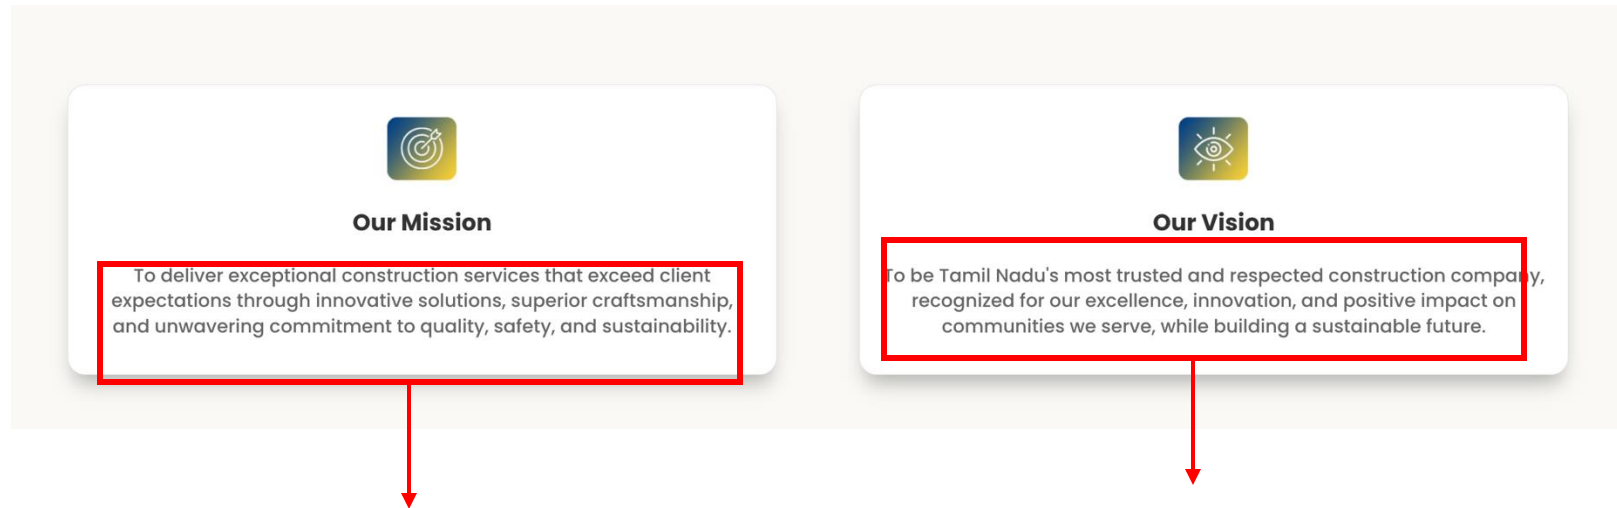 Our Mission
To deliver exceptional construction services that exceed client
expectations through innovative solutions, superior craftsmanship,
and unwavering commitment to quality, safety, and sustainability.
Our Vision
To be Tamil Nadu's most trusted and respected construction company,
recognized for our excellence, innovation, and positive impact on
communities we serve, while building a sustainable future.